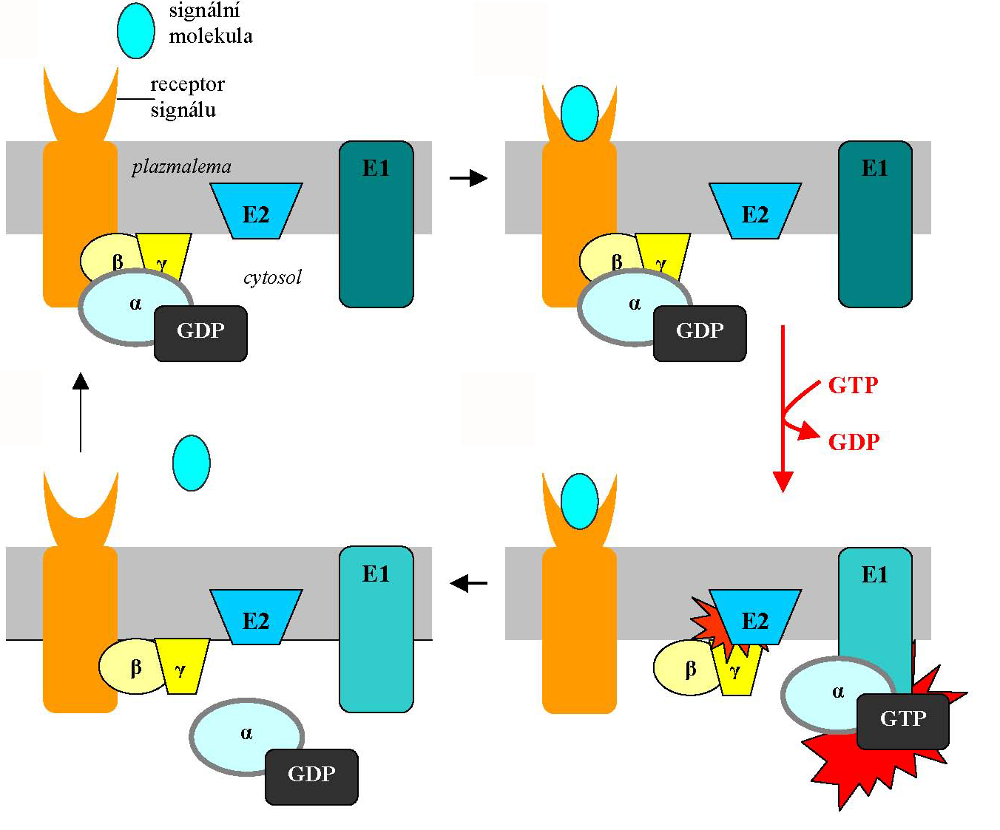 signální
molekula
receptor
signálu
plazmalema
E1
E2
β
γ
cytosol
α
GDP
E1
E2
β
γ
α
GDP
GTP
GDP
E1
E2
β
γ
α
GDP
E1
E2
β
γ
α
GTP